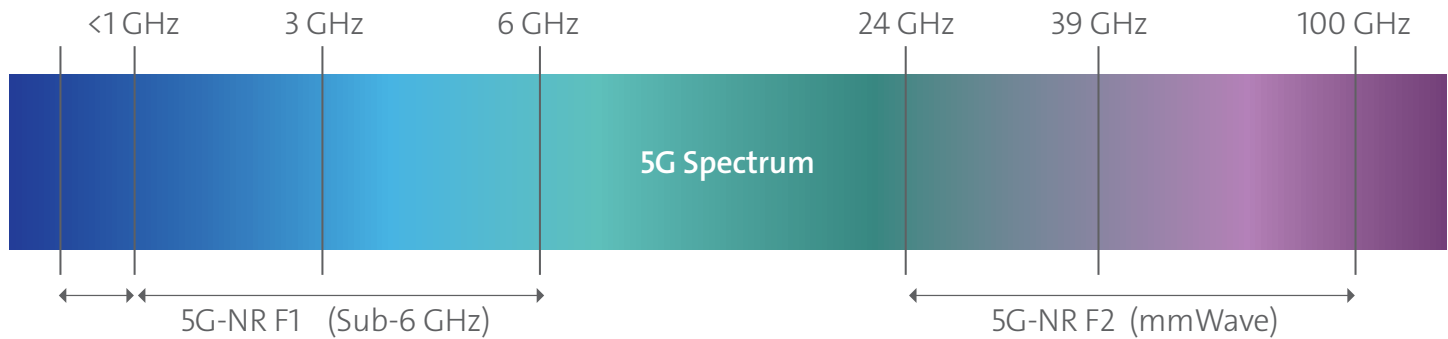 <1 GHz 3 GHz 6 GHz 24 GHz 39 GHz 100 GHz
5G Spectrum
5G-NR F1 (Sub-6 GHz) 5G-NR F2 (mmWave)